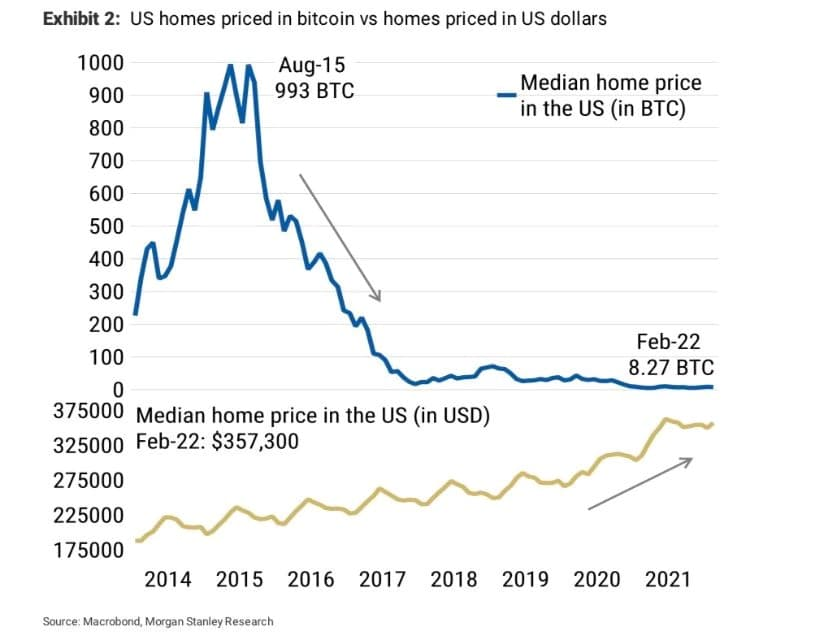 Exhibit 2: US homes priced in bitcoin vs homes priced in US dollars
1000
900
800
700
600
500
400
300
200
100
0
Aug-15
993 BTC
Median home price
in the US (in BTC)
Feb-22
8.27 BTC
375000
325000
275000
225000
175000
Median home price in the US (in USD)
Feb-22: $357,300
2014 2015 2016 2017 2018 2019 2020 2021
Source: Macrobond, Morgan Stanley Research